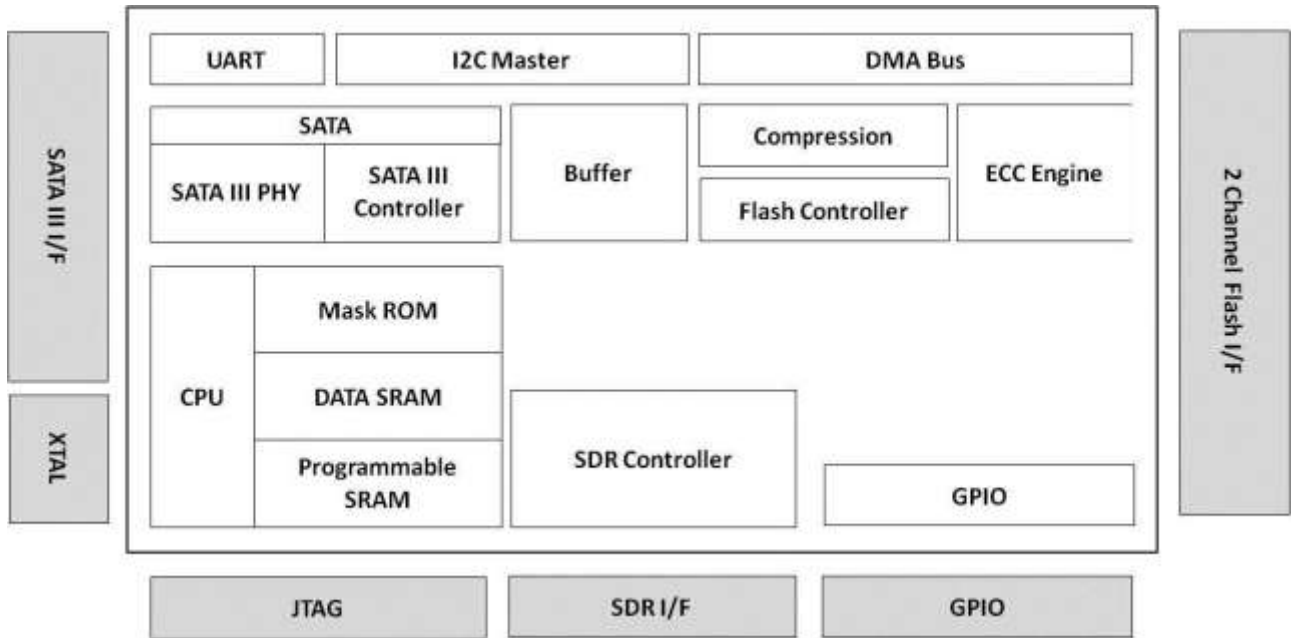 UART
I2C Master
DMA Bus
SATA III I/F
SATA
SATA III PHY
SATA III
Controller
Buffer
Compression
Flash Controller
ECC Engine
2 Channel Flash I/F
Mask ROM
CPU
DATA SRAM
Programmable
SRAM
XTAL
SDR Controller
GPIO
JTAG
SDR I/F
GPIO